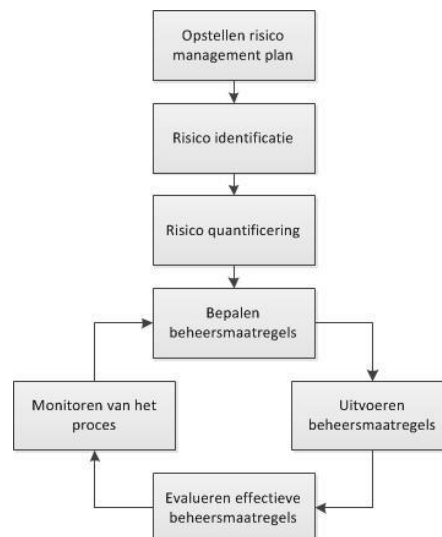 Opstellen risico
management plan
Risico identificatie
Risico quantificering
Bepalen
beheersmaatregels
Uitvoeren
beheersmaatregels
Evalueren effectieve
beheersmaatregels
Monitoren van het
proces